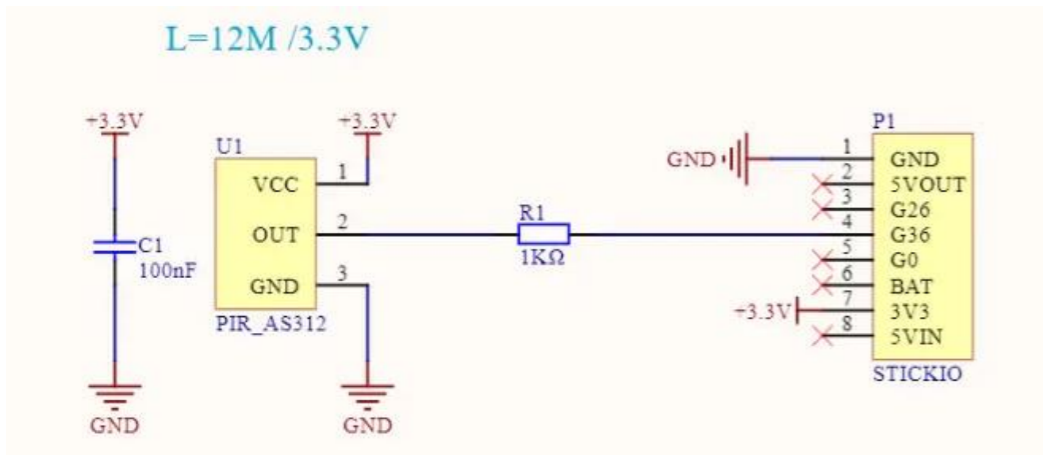 L=12M /3.3V
+3.3V
C1
100nF
GND
U1
+3.3V
VCC
1
OUT
2
GND
3
PIR_AS312
GND
R1
1KΩ
P1
GND
1
GND
2
5VOUT
3
G26
4
G36
5
G0
6
BAT
+3.3V
7
3V3
8
5VIN
STICKIO